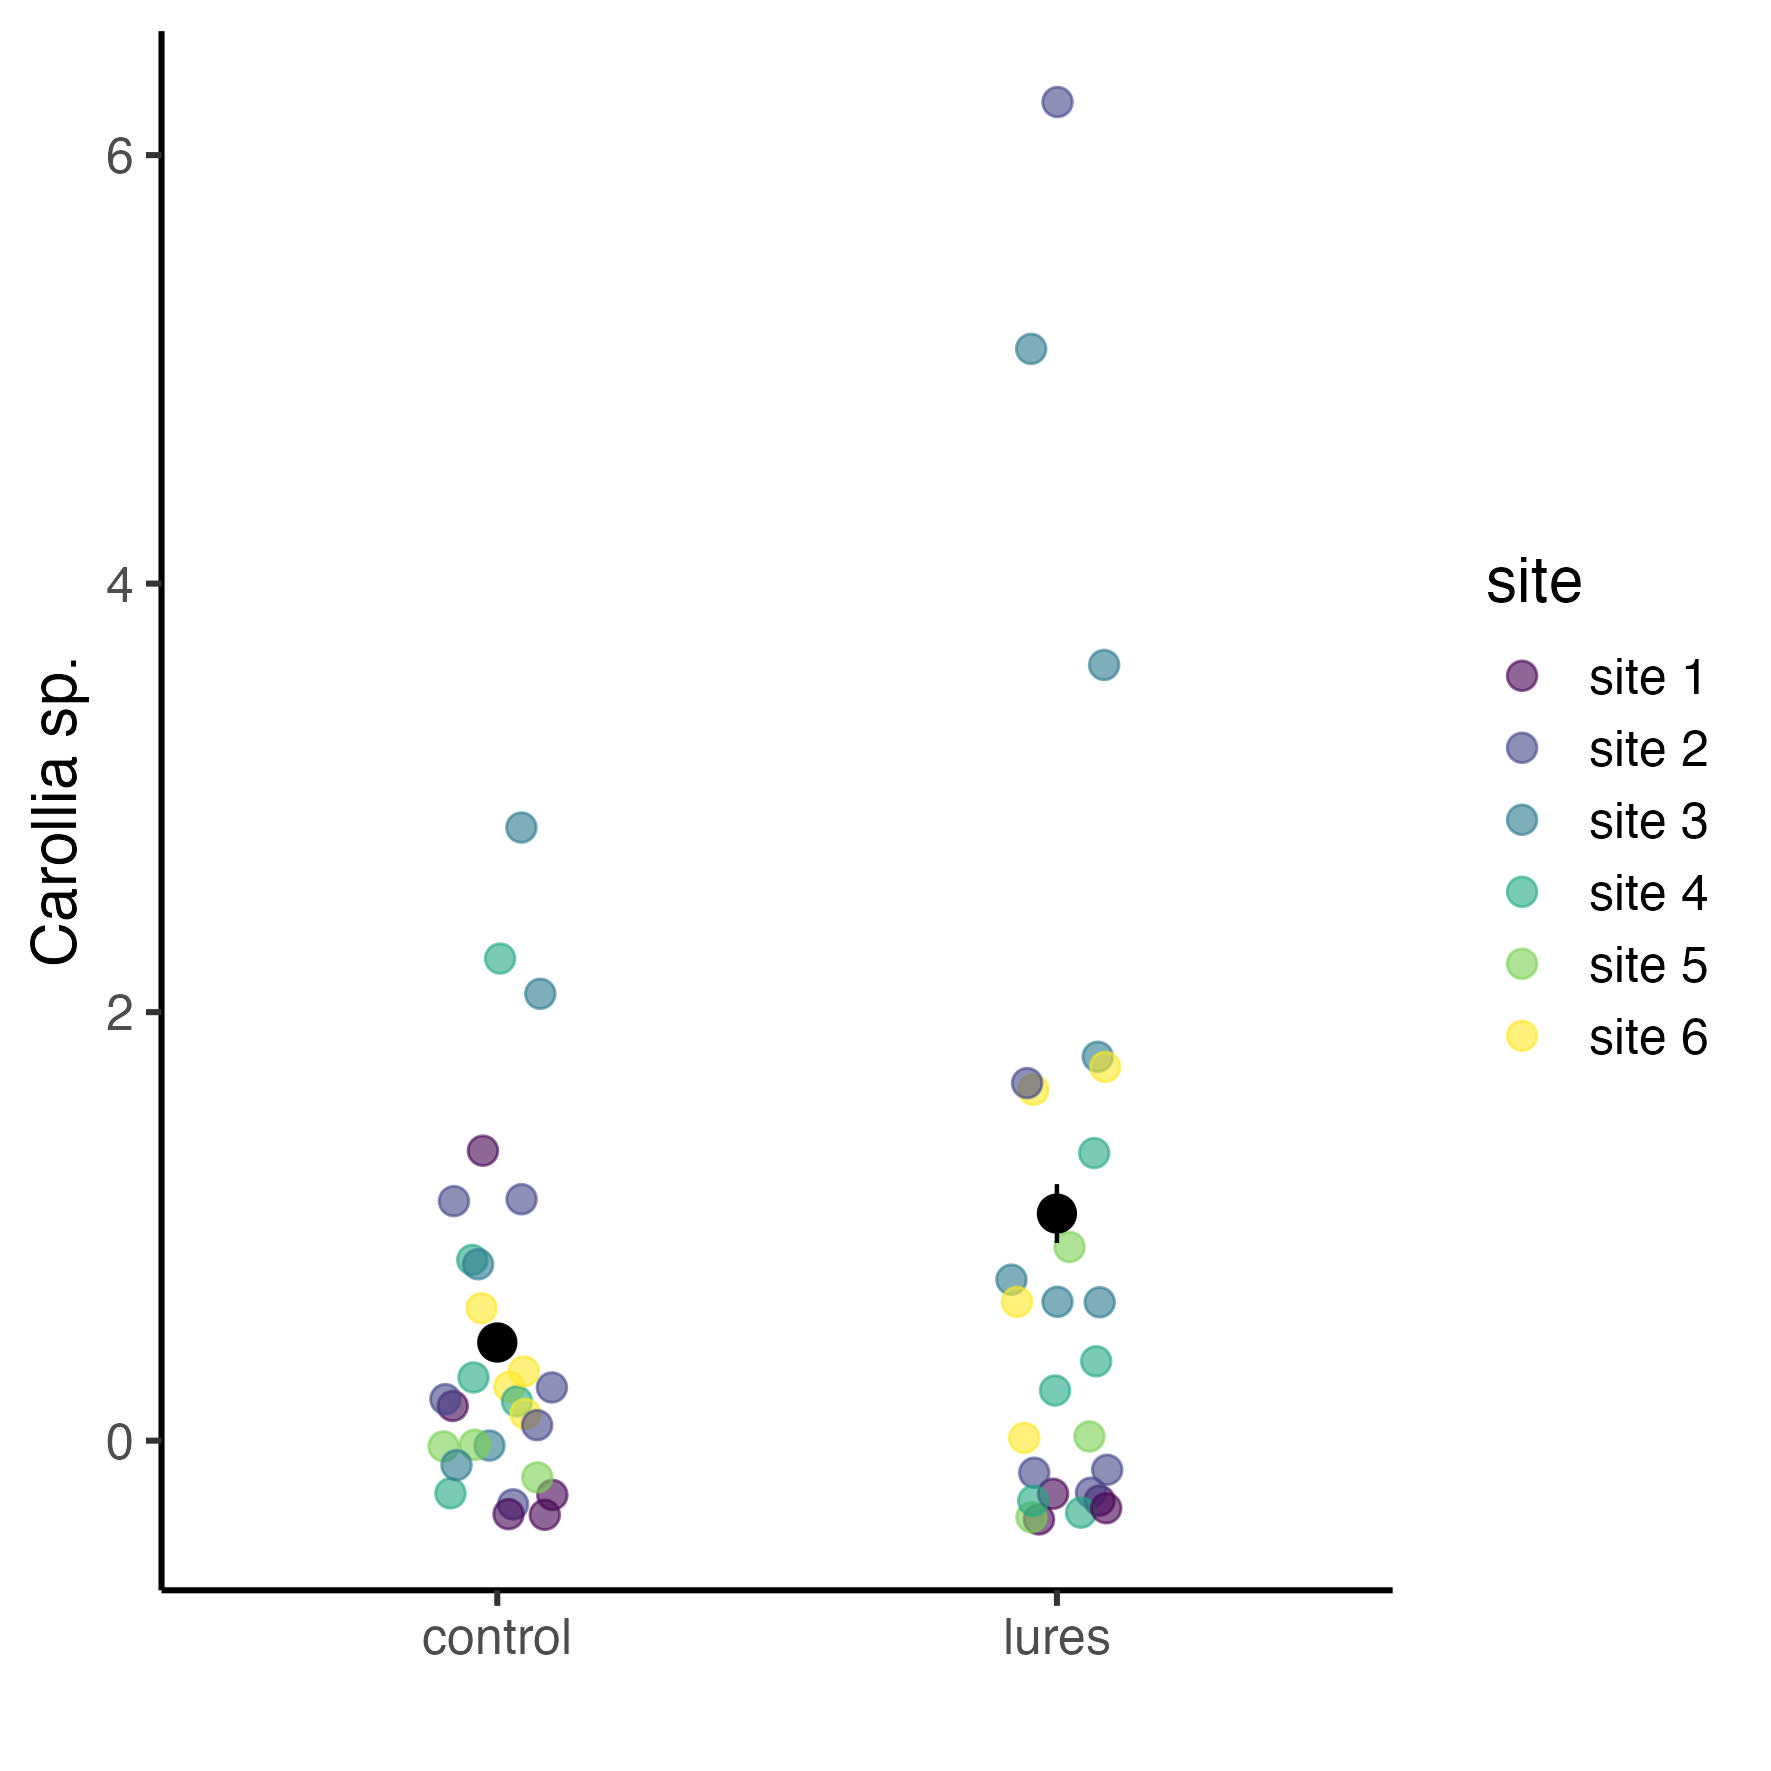 6
4
2
0
Carollia sp.
control
lures
site
site 1
site 2
site 3
site 4
site 5
site 6